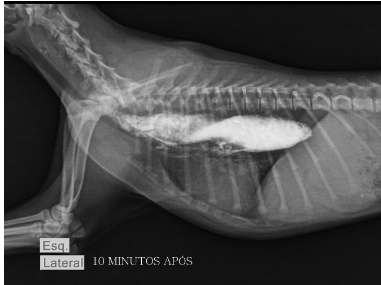 Esq.
Lateral 10 MINUTOS APÓS